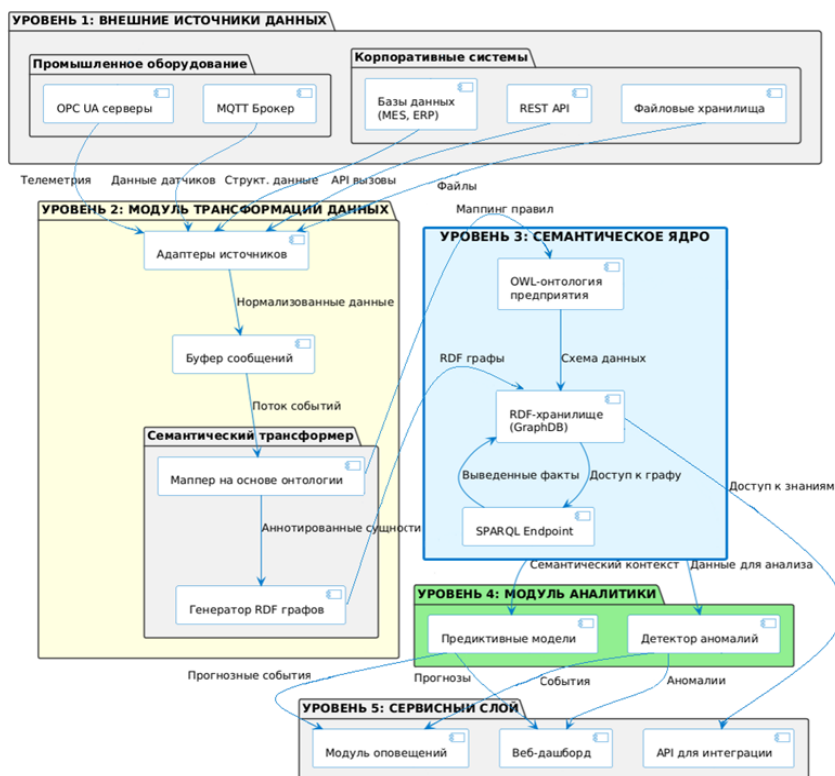 УРОВЕНЬ 1: ВНЕШНИЕ ИСТОЧНИКИ ДАННЫХ
Промышленное оборудование
Корпоративные системы
OPC UA серверы
MQTT Брокер
Базы данных
(MES, ERP)
REST API
Файловые хранилища
Телеметрия
Данные датчиков
Структ. данные
API вызовы
Файлы
УРОВЕНЬ 2: МОДУЛЬ ТРАНСФОРМАЦИИ ДАННЫХ
Маппинг правил
Адаптеры источников
УРОВЕНЬ 3: СЕМАНТИЧЕСКОЕ ЯДРО
OWL-онтология
предприятия
Нормализованные данные
Буфер сообщений
RDF графы
Схема данных
Поток событий
RDF-хранилище
(GraphDB)
Семантический трансформер
Маппер на основе онтологии
Выведенные факты
Доступ к графу
Доступ к знаниям
Аннотированные сущности
SPARQL Endpoint
Семантический контекст
Данные для анализа
Генератор RDF графов
УРОВЕНЬ 4: МОДУЛЬ АНАЛИТИКИ
Предиктивные модели
Детектор аномалий
Прогнозные события
Прогнозы
События
Аномалии
УРОВЕНЬ 5: СЕРВИСНЫЙ СЛОЙ
Модуль оповещений
Веб-дашборд
API для интеграции